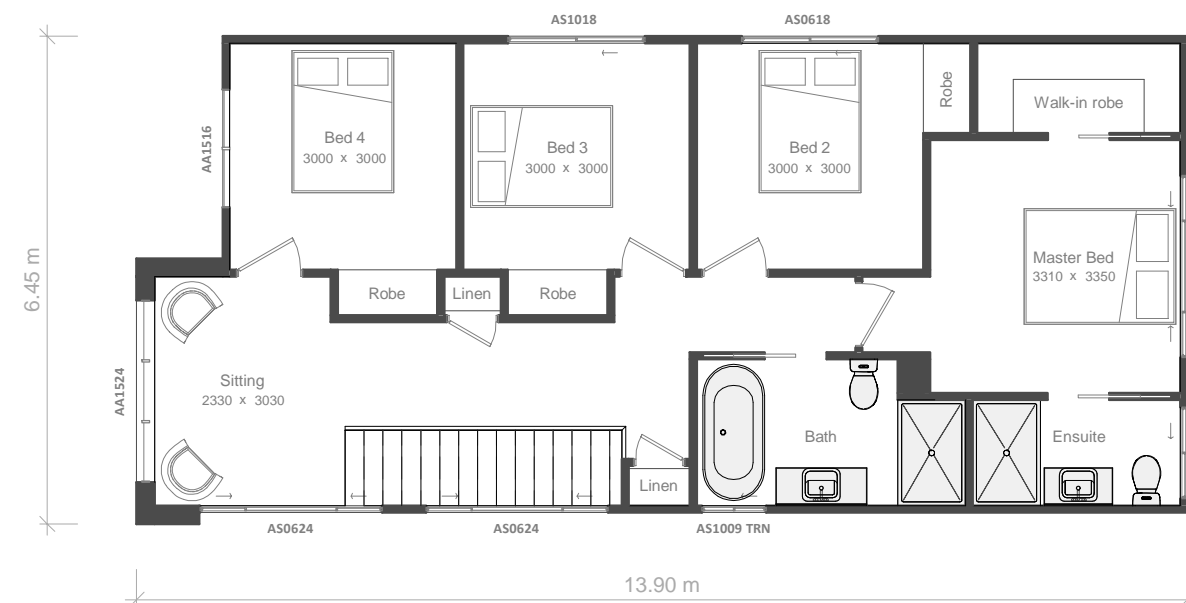 AS1018
AS0618
Robe
Walk-in robe
AA1516
Bed 4
3000 x 3000
Bed 3
3000 x 3000
Bed 2
3000 x 3000
6.45 m
Master Bed
3310 x 3350
Robe
Linen
Robe
AA1524
Sitting
2330 x 3030
Bath
Ensuite
Linen
AS0624
AS0624
AS1009 TRN
13.90 m